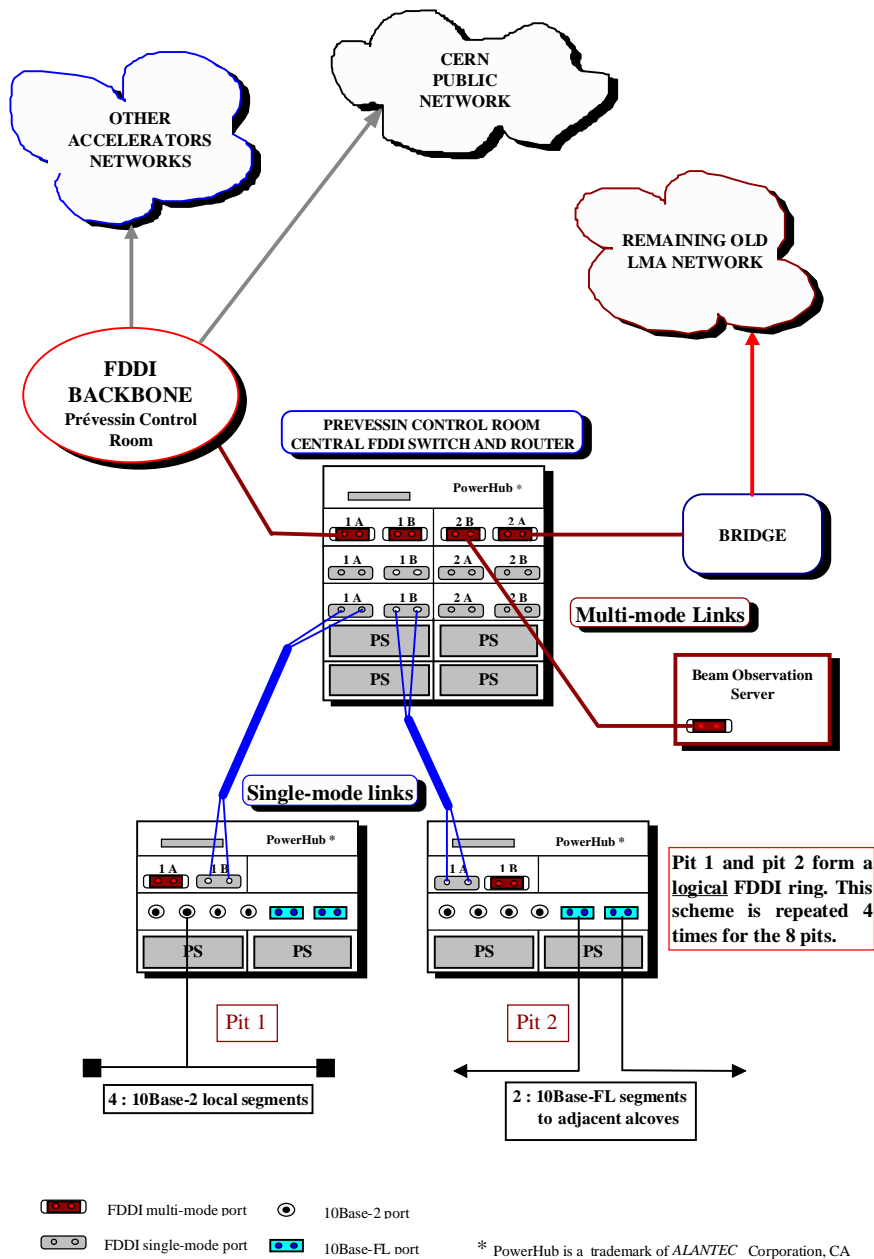 CERN
PUBLIC
NETWORK
OTHER
ACCELERATORS
NETWORKS
REMAINING OLD
LMA NETWORK
FDDI
BACKBONE
Prévessin Control
Room
PREVESSIN CONTROL ROOM
CENTRAL FDDI SWITCH AND ROUTER
PowerHub *
1 A 1 B 2 B 2 A
BRIDGE
1 A 1 B 2 A 2 B
1 A 1 B 2 A 2 B
Multi-mode Links
PS PS
PS PS
Beam Observation
Server
Single-mode links
PowerHub *
1 A 1 B
PS PS
PowerHub *
1 A 1 B
PS PS
Pit 1 and pit 2 form a
logical FDDI ring. This
scheme is repeated 4
times for the 8 pits.
Pit 1
Pit 2
4 : 10Base-2 local segments
2 : 10Base-FL segments
to adjacent alcoves
FDDI multi-mode port
10Base-2 port
FDDI single-mode port
10Base-FL port
* PowerHub is a trademark of ALANTEC Corporation, CA